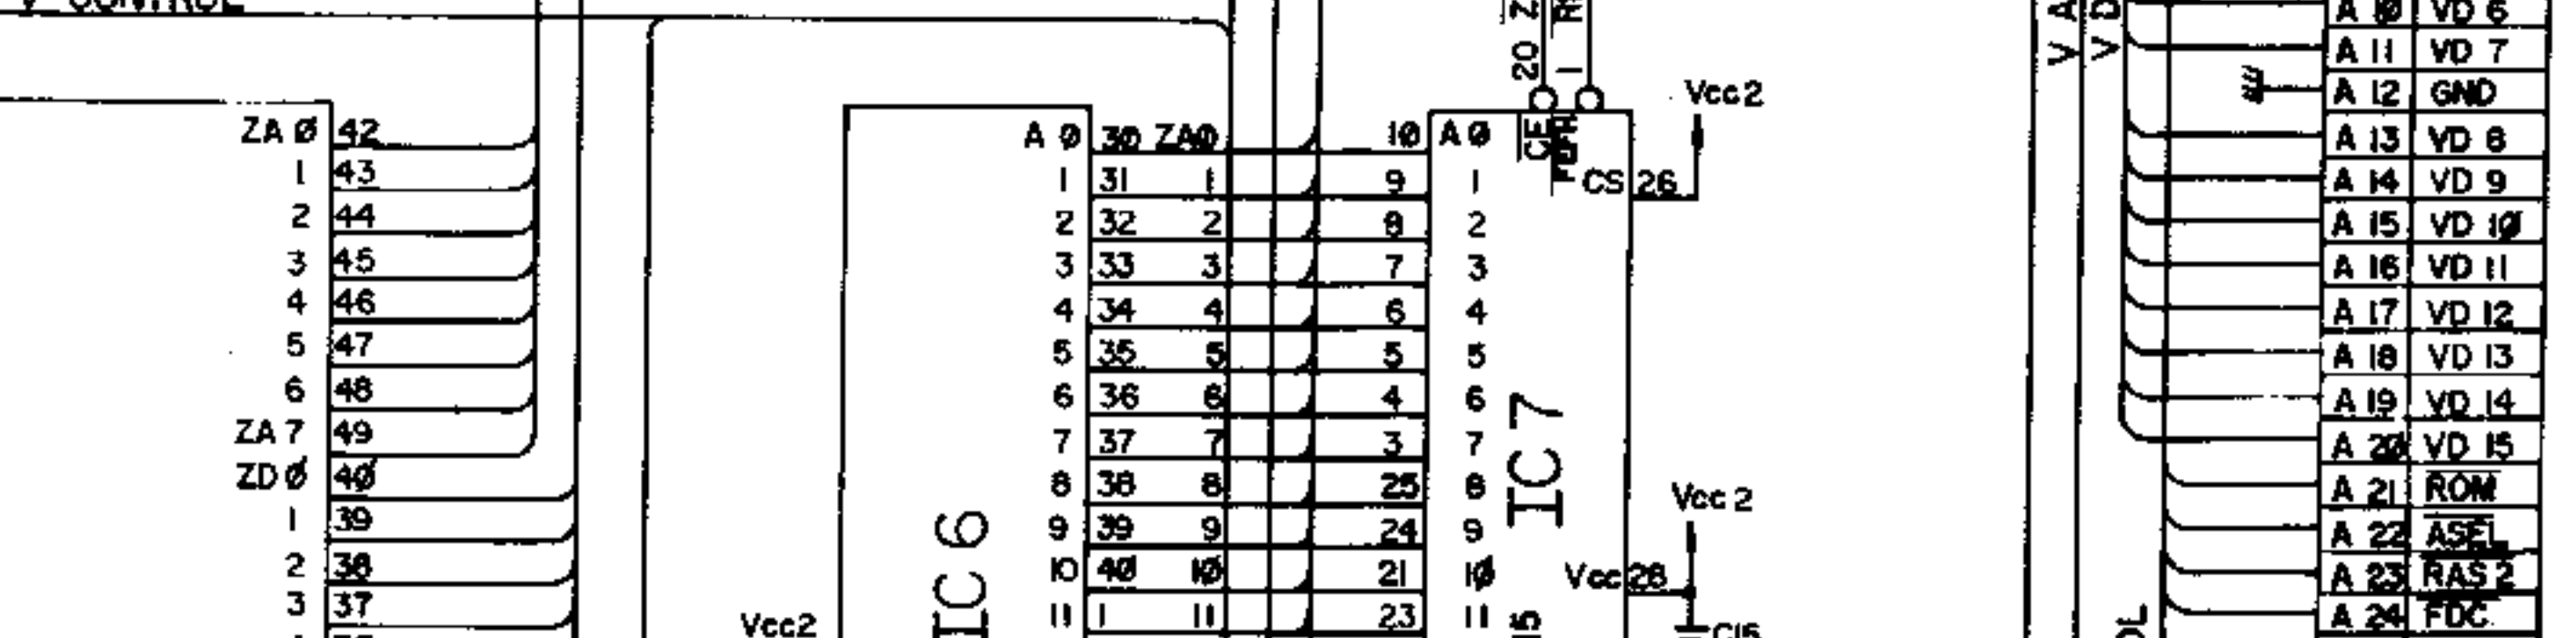 V CONTROL
ZA Ø 42
1 43
2 44
3 45
4 46
5 47
6 48
ZA 7 49
ZD Ø 40
1 39
2 38
3 37
IC 6
Vcc2
A Ø 30 ZAØ
1 31 1
2 32 2
3 33 3
4 34 4
5 35 5
6 36 6
7 37 7
8 38 8
9 39 9
10 40 10
11 1 11
10 A Ø
9 1
8 2
7 3
6 4
5 5
4 6
3 7
25 8
24 9
21 10
23 11
20
1
CE
CS 26
Vcc2
IC 7
Vcc 2
Vcc 28
C15
V A
V D
A 10 VD 6
A 11 VD 7
A 12 GND
A 13 VD 8
A 14 VD 9
A 15 VD 10
A 16 VD 11
A 17 VD 12
A 18 VD 13
A 19 VD 14
A 20 VD 15
A 21 ROM
A 22 ASEL
A 23 RAS 2
A 24 FDC